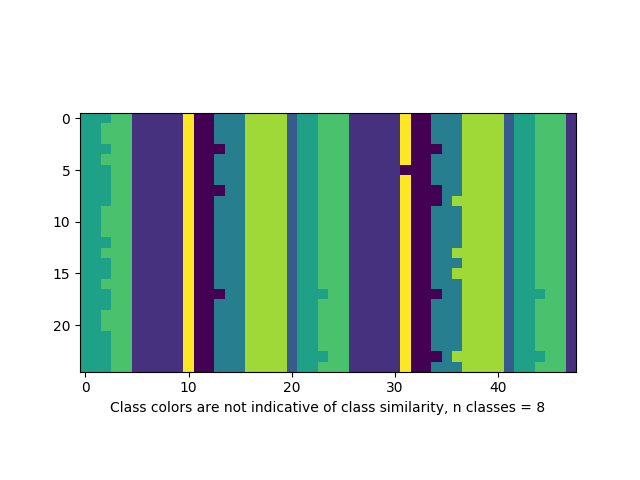 0
5
10
15
20
0 10 20 30 40
Class colors are not indicative of class similarity, n classes = 8